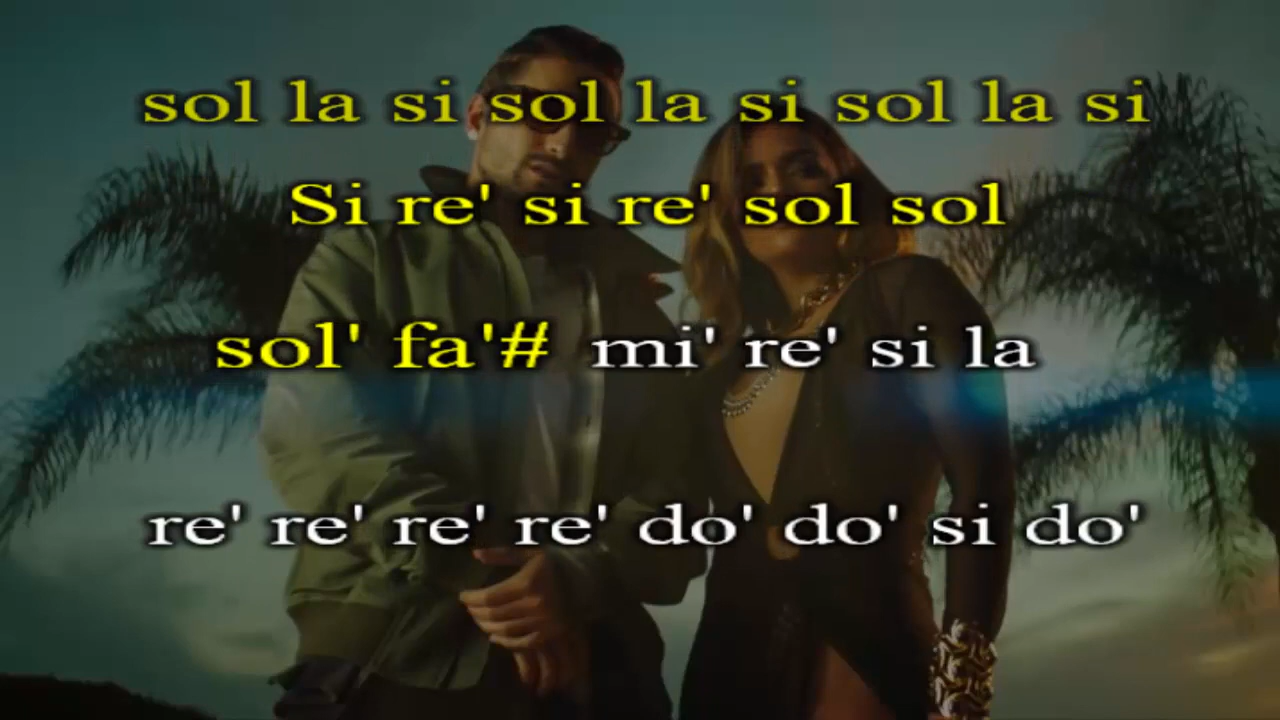 sol la si sol la si sol la si
Si re' si re' sol sol
sol' fa'# mi' re' si la
re' re' re' re' do' do' si do'